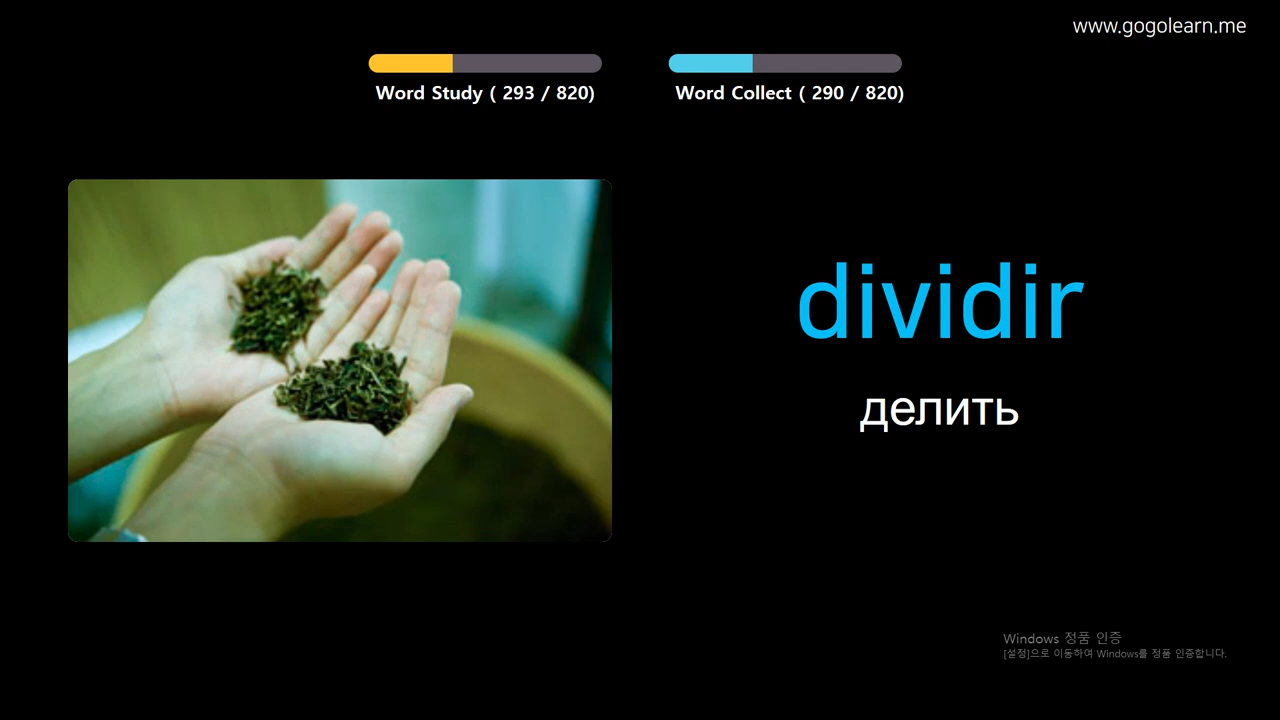 www.gogolearn.me
Word Study ( 293 / 820)
Word Collect ( 290 / 820)
dividir
делить
Windows 정품 인증
[설정]으로 이동하여 Windows를 정품 인증합니다.